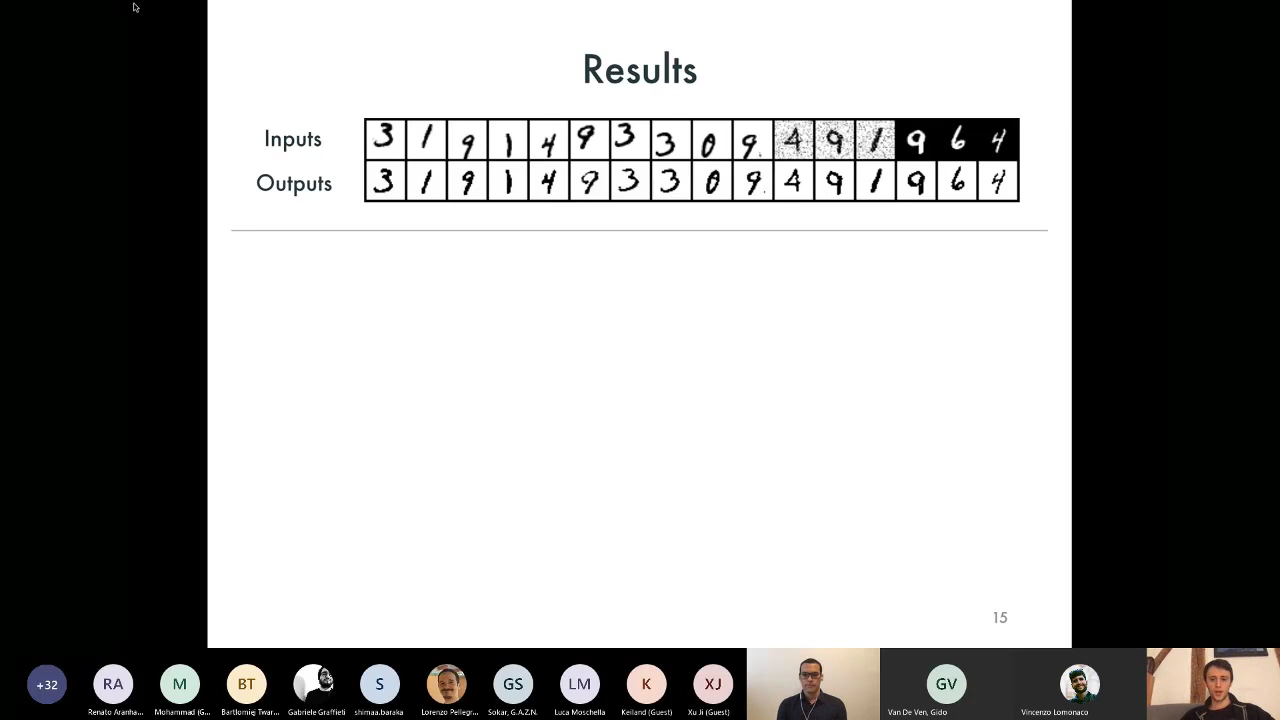 Results
Inputs 3 1 9 1 4 9 3 3 0 9 4 9 1 9 6 4
Outputs 3 1 9 1 4 9 3 3 0 9 4 9 1 9 6 4
15
+32 RA M BT S GS LM K XJ GV
Renato Aranha... Mohammad (G... Bartłomiej Twar... Gabriele Graffieti shimaa.baraka Lorenzo Pellegr... Sokar, G.A.Z.N. Luca Moschella Keiland (Guest) Xu Ji (Guest) Van De Ven, Gido Vincenzo Lomonaco